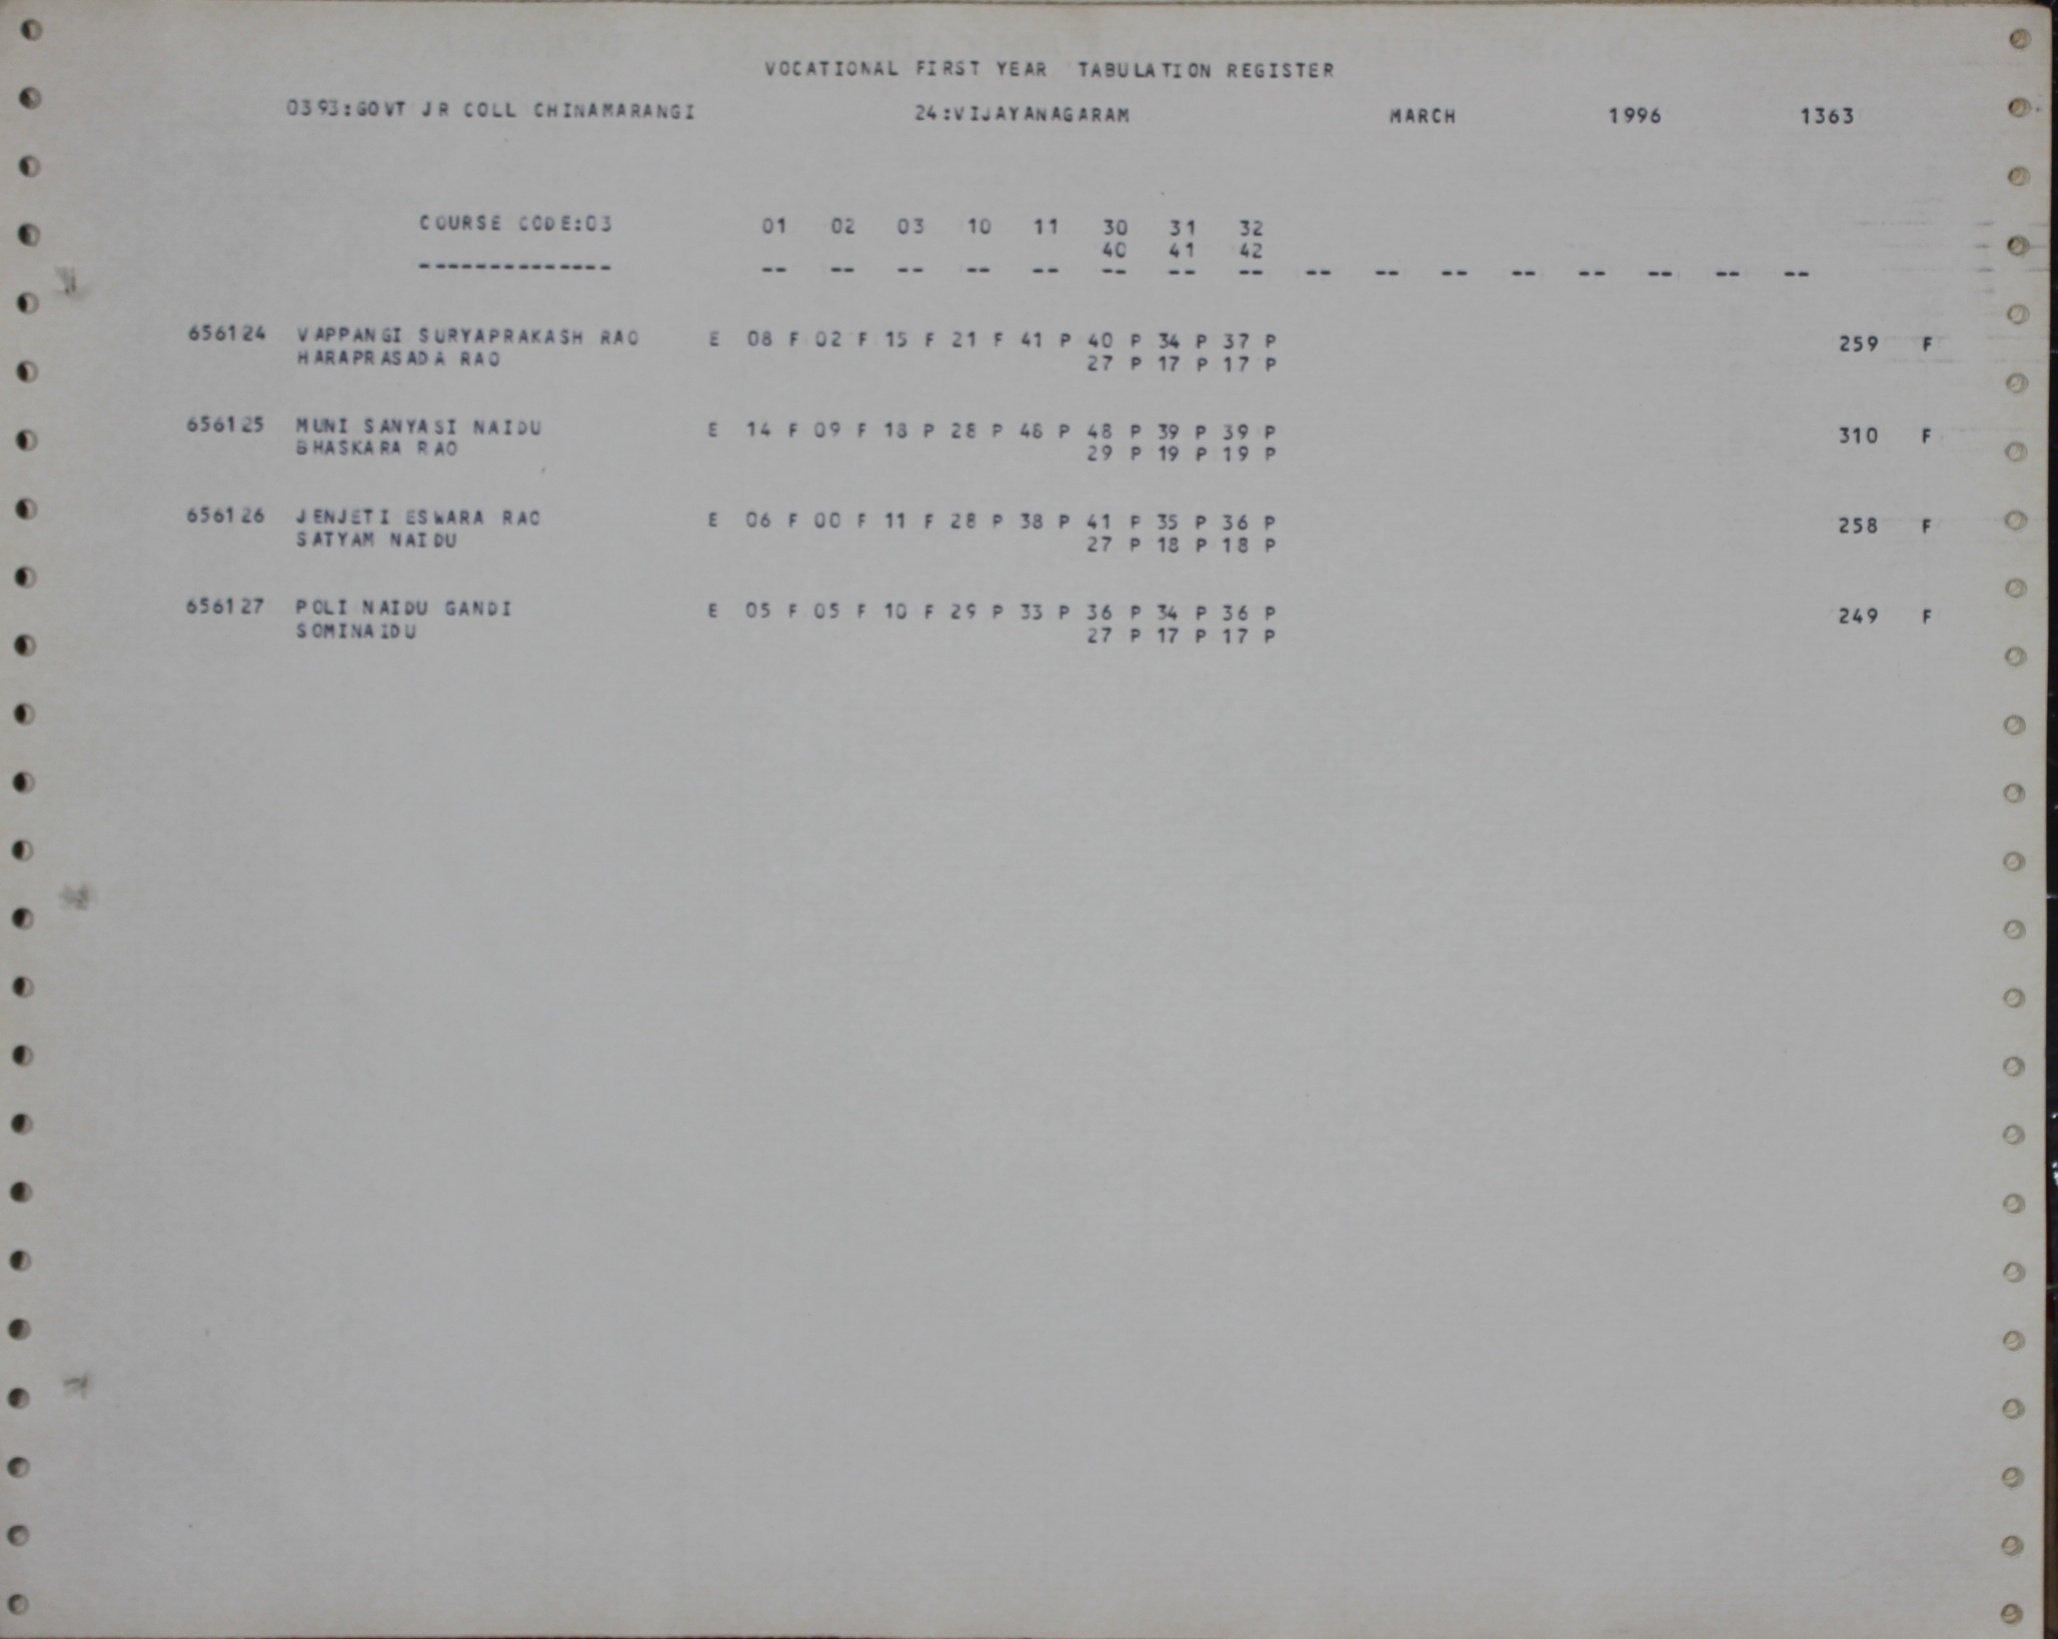 VOCATIONAL FIRST YEAR TABULATION REGISTER
0393:GOVT JR COLL CHINAMARANGI 24:VIJAYANAGARAM MARCH 1996 1363
COURSE CODE:03 01 02 03 10 11 30 31 32
40 41 42
-------------- -- -- -- -- -- -- -- -- -- -- -- -- -- -- -- --
656124 VAPPANGI SURYAPRAKASH RAO E 08 F 02 F 15 F 21 F 41 P 40 P 34 P 37 P 259 F
HARAPRASADA RAO 27 P 17 P 17 P
656125 MUNI SANYASI NAIDU E 14 F 09 F 18 P 28 P 48 P 48 P 39 P 39 P 310 F
BHASKARA RAO 29 P 19 P 19 P
656126 JENJETI ESWARA RAO E 06 F 00 F 11 F 28 P 38 P 41 P 35 P 36 P 258 F
SATYAM NAIDU 27 P 18 P 18 P
656127 POLI NAIDU GANDI E 05 F 05 F 10 F 29 P 33 P 36 P 34 P 36 P 249 F
SOMINAIDU 27 P 17 P 17 P